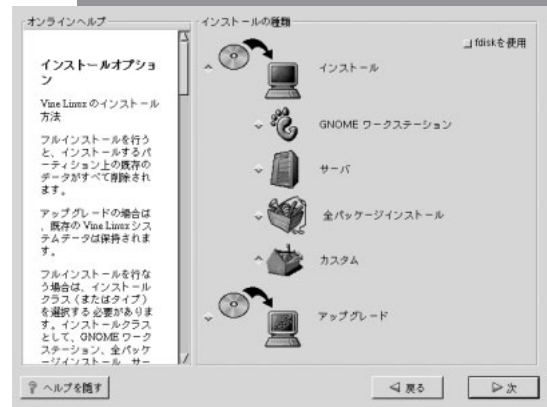 オンラインヘルプ
インストールオプショ
ン
Vine Linux のインストール
方法
フルインストールを行う
と、インストールするパ
ーティション上の既存の
データがすべて削除され
ます。
アップグレードの場合は
、既存の Vine Linux シス
テムデータは保持されま
す。
フルインストールを行な
う場合は、インストール
クラス（またはタイプ）
を選択する必要がありま
す。インストールクラス
として、GNOME ワーク
ステーション、全パッケ
ージインストール、サー
インストールの種類
fdiskを使用
インストール
GNOME ワークステーション
サーバ
全パッケージインストール
カスタム
アップグレード
? ヘルプを隠す
戻る
次